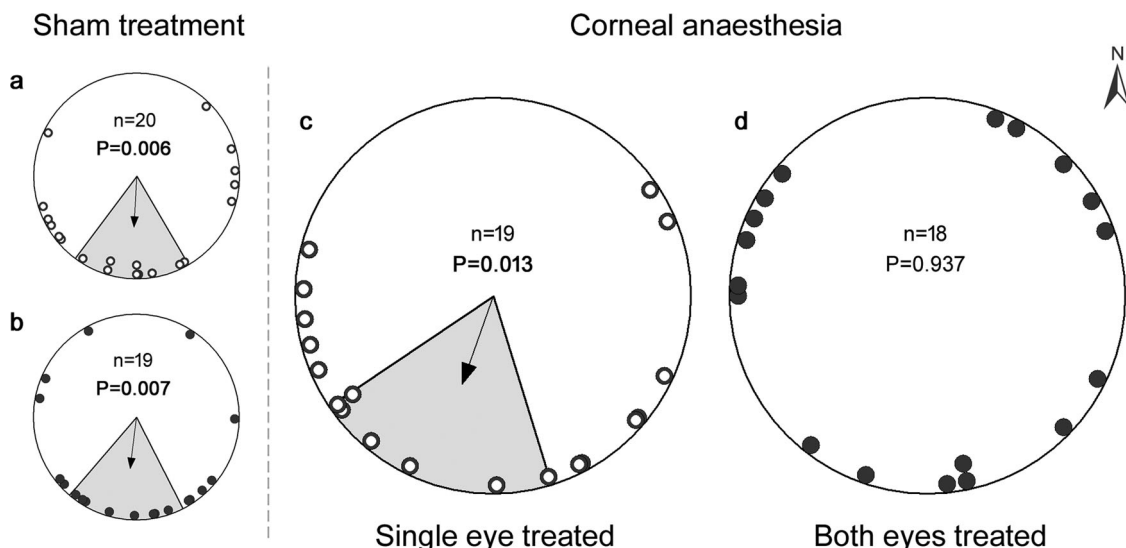 Sham treatment
Corneal anaesthesia
N
a
n=20
P=0.006
b
n=19
P=0.007
c
n=19
P=0.013
d
n=18
P=0.937
Single eye treated
Both eyes treated